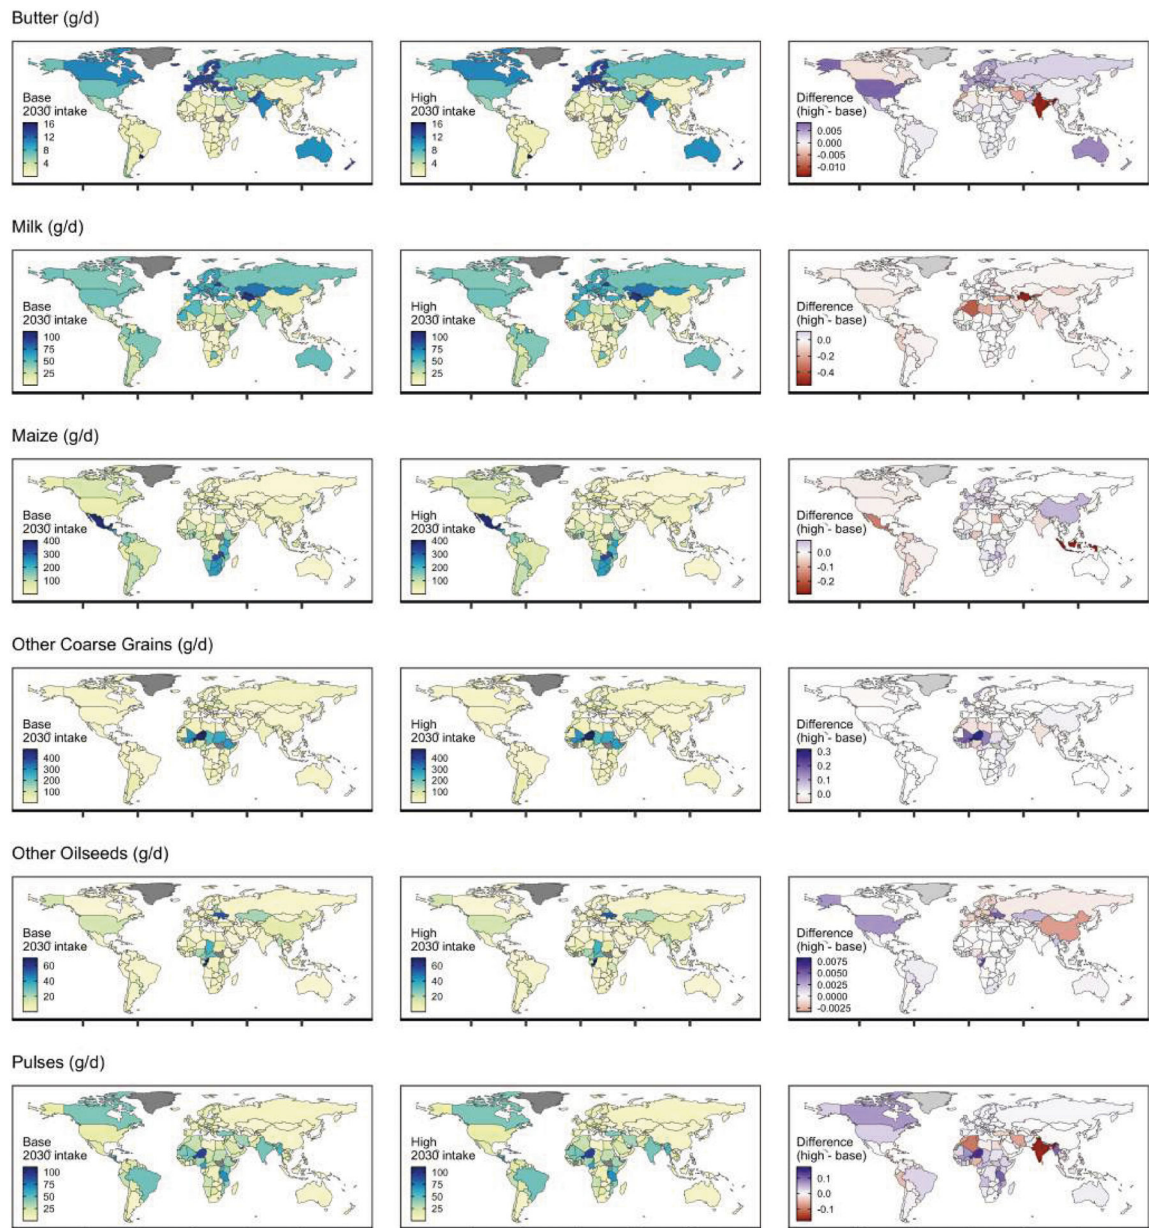 Butter (g/d)
Base
2030 intake
16
12
8
4
High
2030 intake
16
12
8
4
Difference
(high - base)
0.005
0.000
-0.005
-0.010
Milk (g/d)
Base
2030 intake
100
75
50
25
High
2030 intake
100
75
50
25
Difference
(high - base)
0.0
-0.2
-0.4
Maize (g/d)
Base
2030 intake
400
300
200
100
High
2030 intake
400
300
200
100
Difference
(high - base)
0.0
-0.1
-0.2
Other Coarse Grains (g/d)
Base
2030 intake
400
300
200
100
High
2030 intake
400
300
200
100
Difference
(high - base)
0.3
0.2
0.1
0.0
Other Oilseeds (g/d)
Base
2030 intake
60
40
20
High
2030 intake
60
40
20
Difference
(high - base)
0.0075
0.0050
0.0025
0.0000
-0.0025
Pulses (g/d)
Base
2030 intake
100
75
50
25
High
2030 intake
100
75
50
25
Difference
(high - base)
0.1
0.0
-0.1